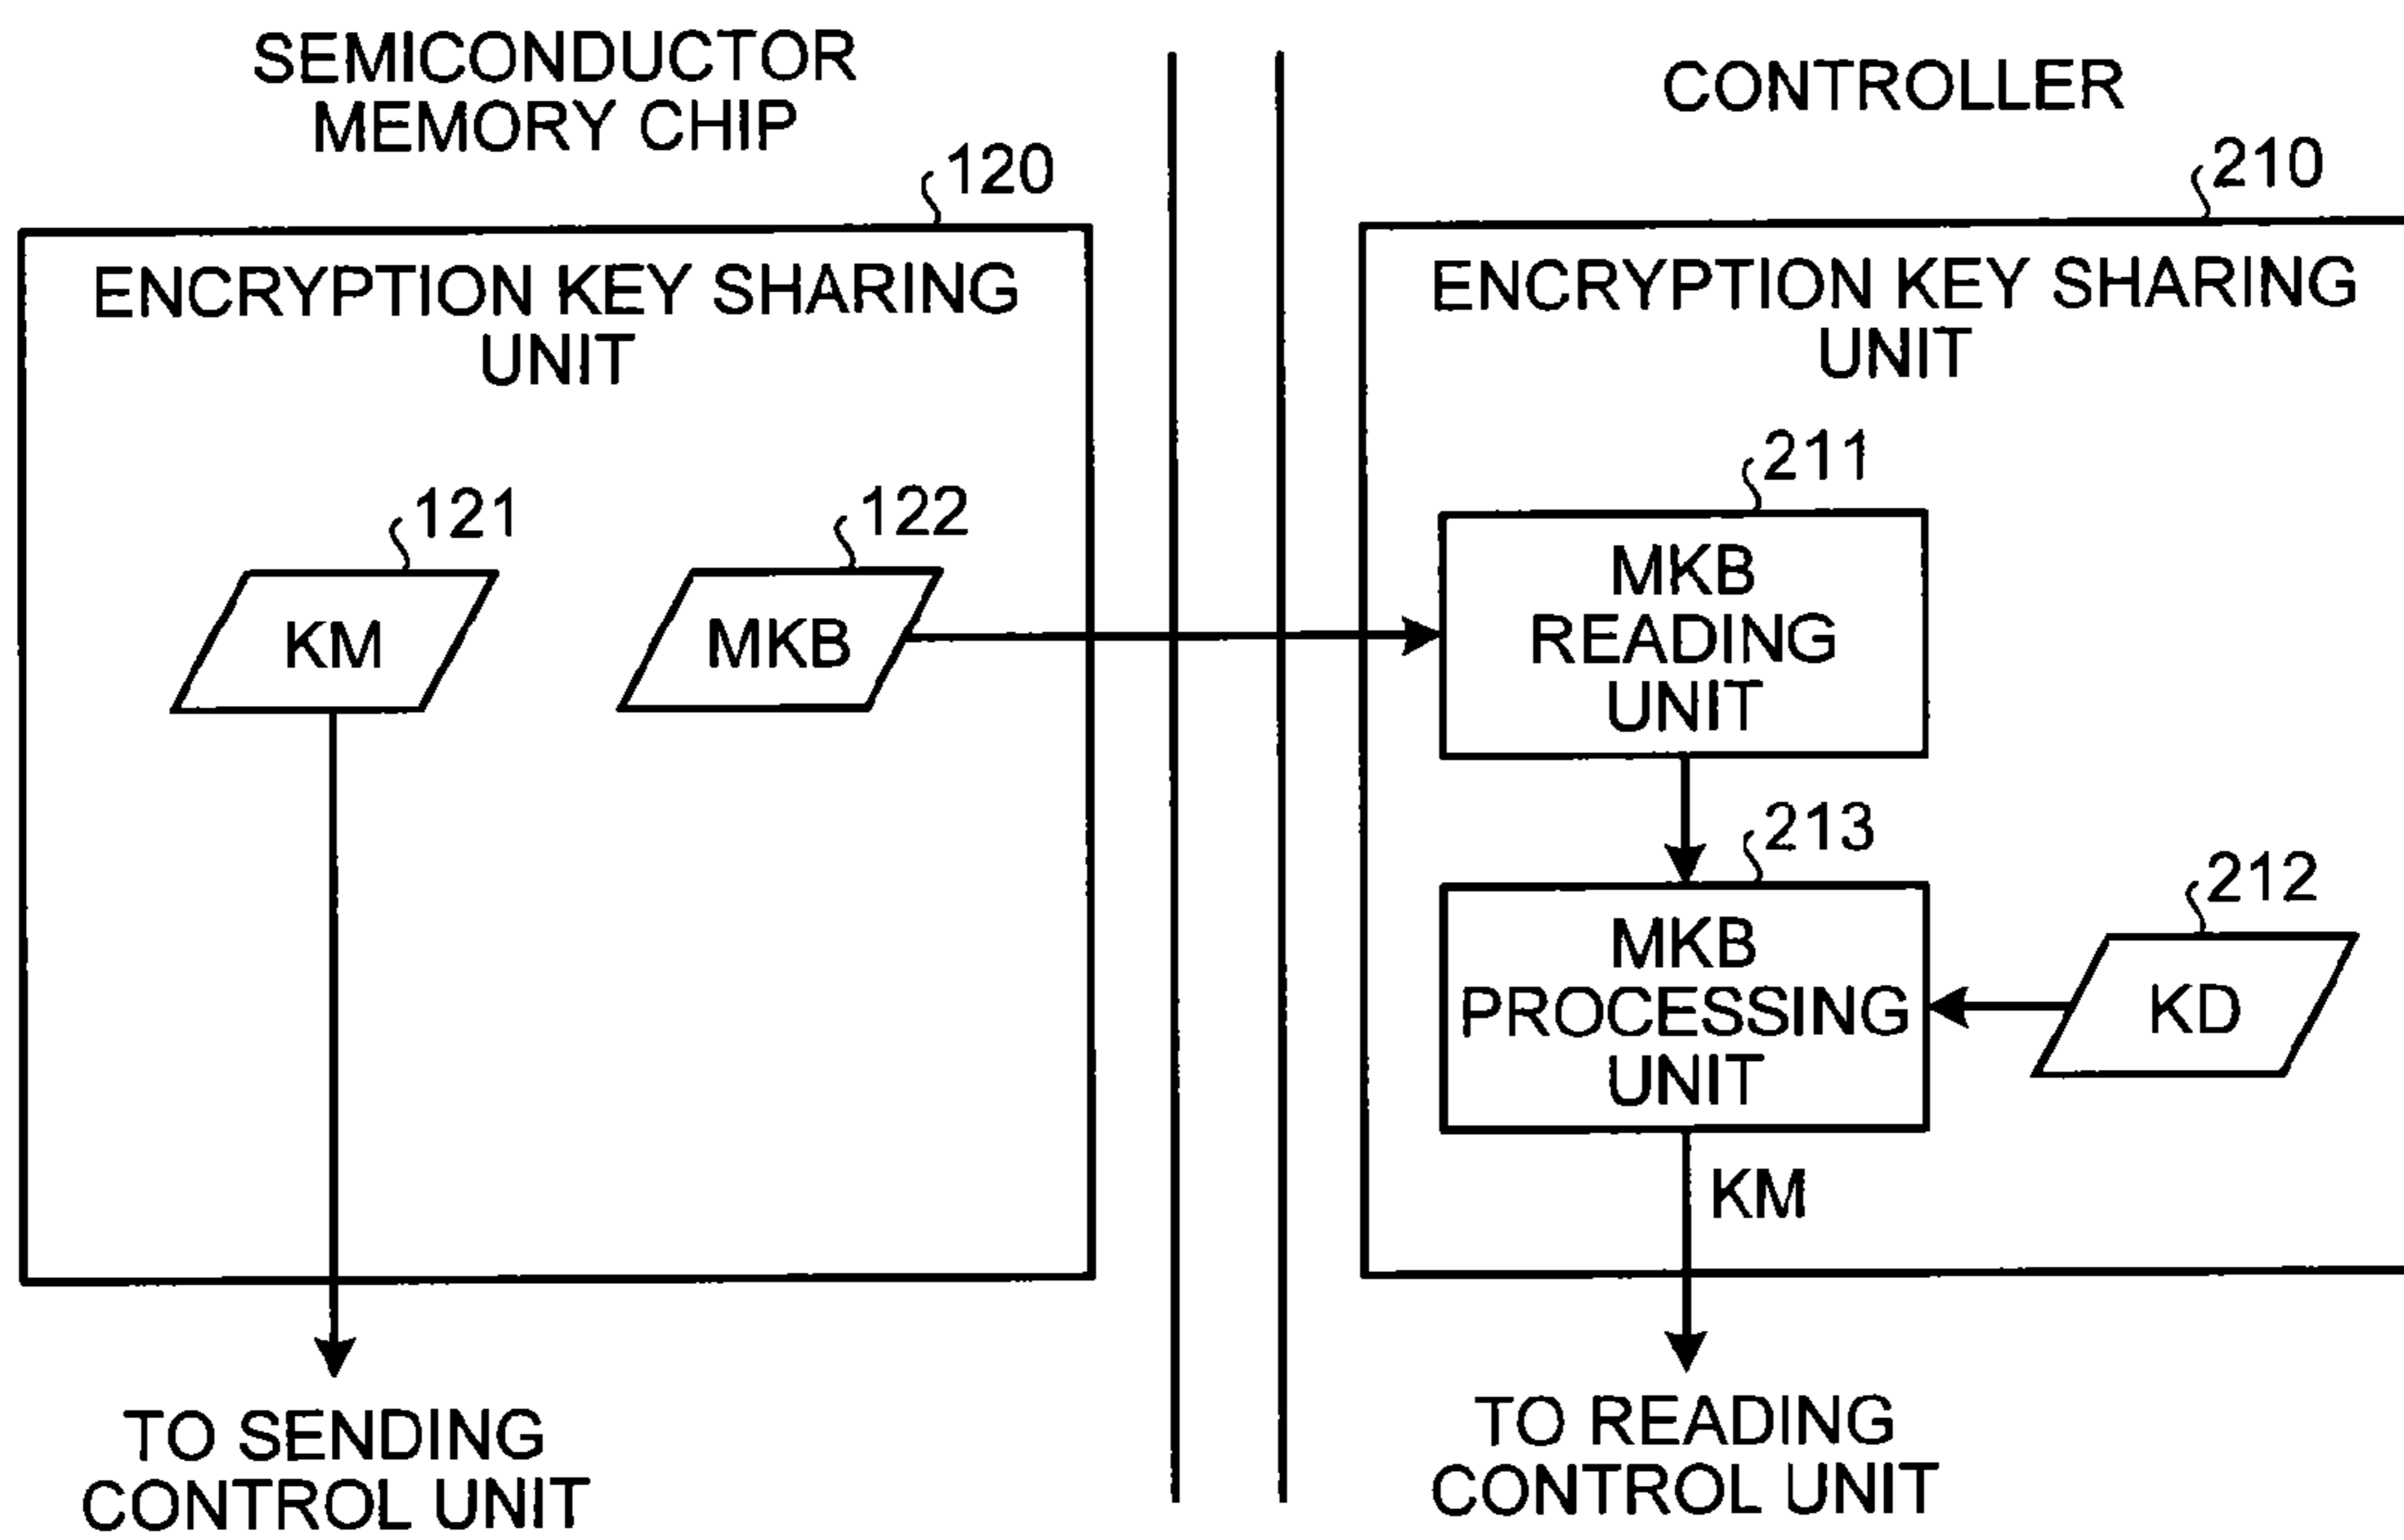 SEMICONDUCTOR
MEMORY CHIP
120
ENCRYPTION KEY SHARING
UNIT
121
KM
122
MKB
TO SENDING
CONTROL UNIT
CONTROLLER
210
ENCRYPTION KEY SHARING
UNIT
211
MKB
READING
UNIT
213
MKB
PROCESSING
UNIT
212
KD
KM
TO READING
CONTROL UNIT